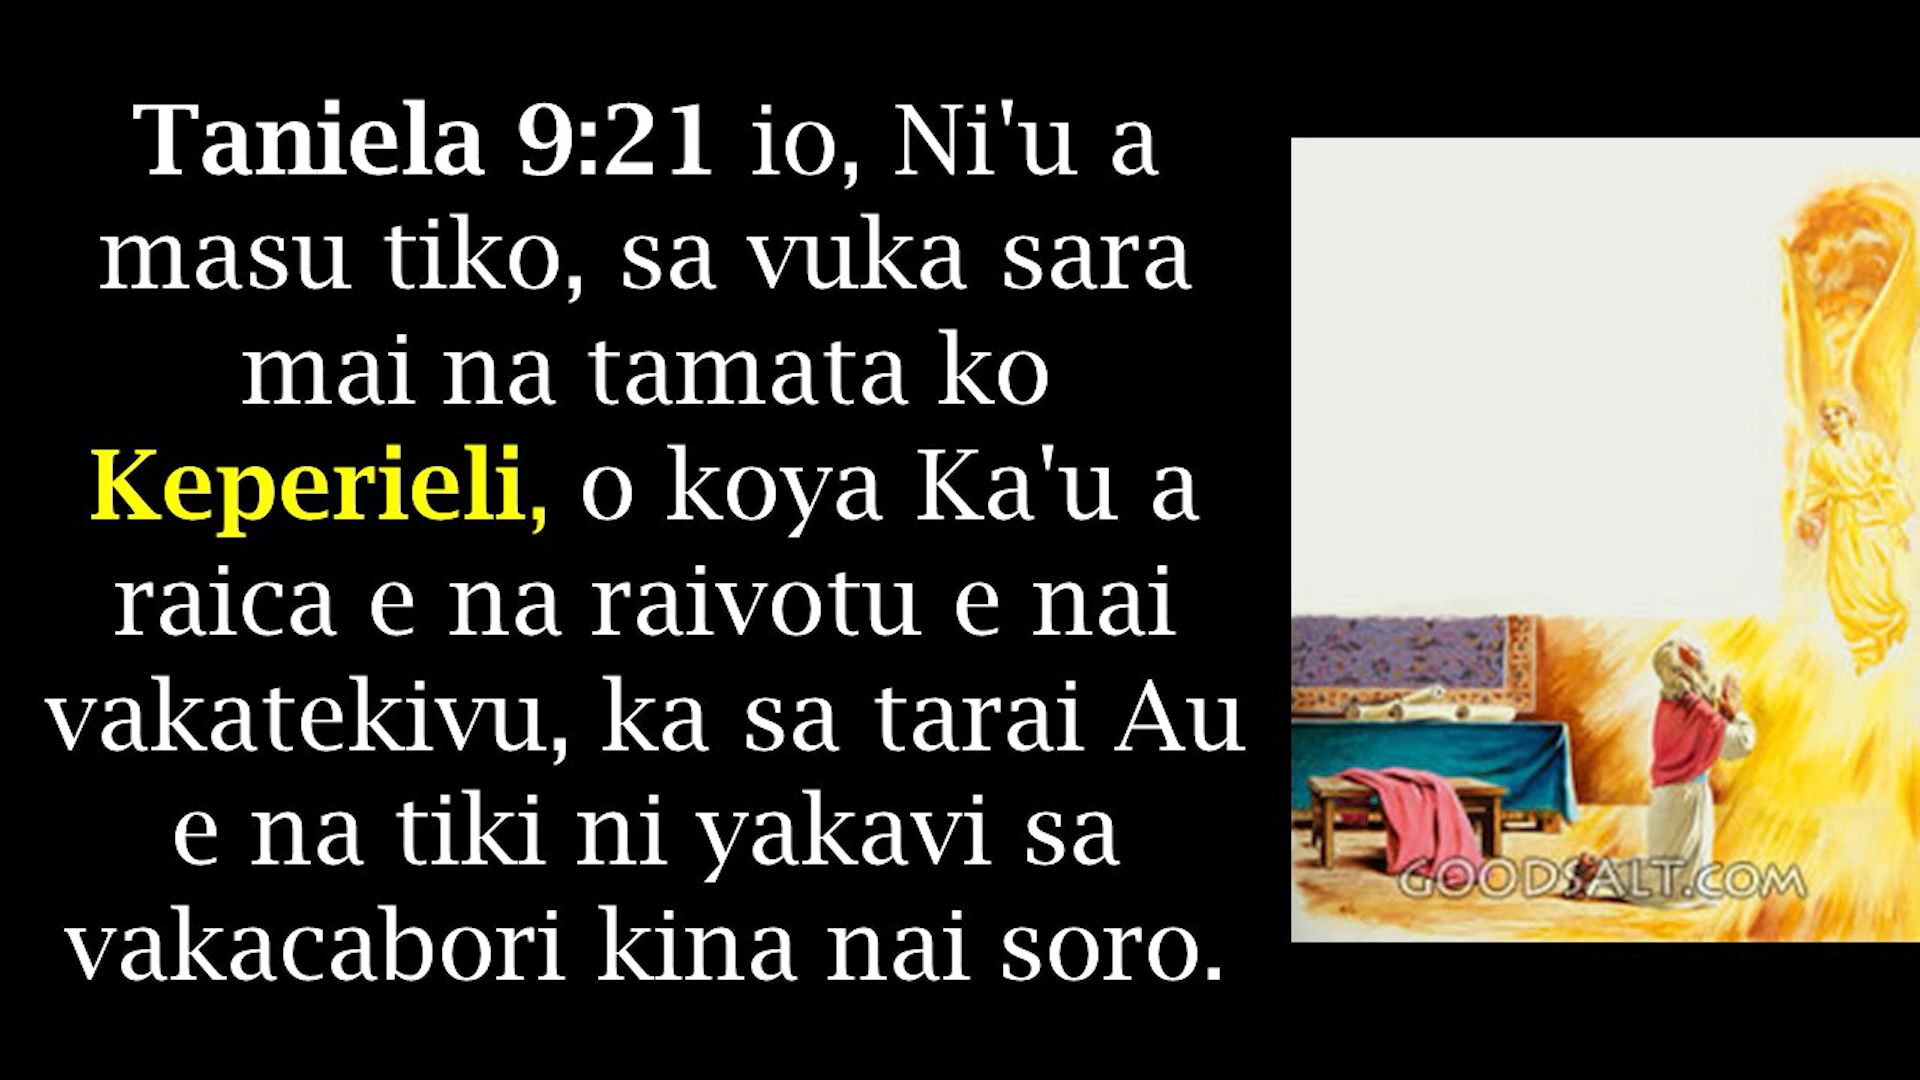 Taniela 9:21 io, Ni'u a
masu tiko, sa vuka sara
mai na tamata ko
Keperieli, o koya Ka'u a
raica e na raivotu e nai
vakatekivu, ka sa tarai Au
e na tiki ni yakavi sa
vakacabori kina nai soro.
GOODSALT.COM